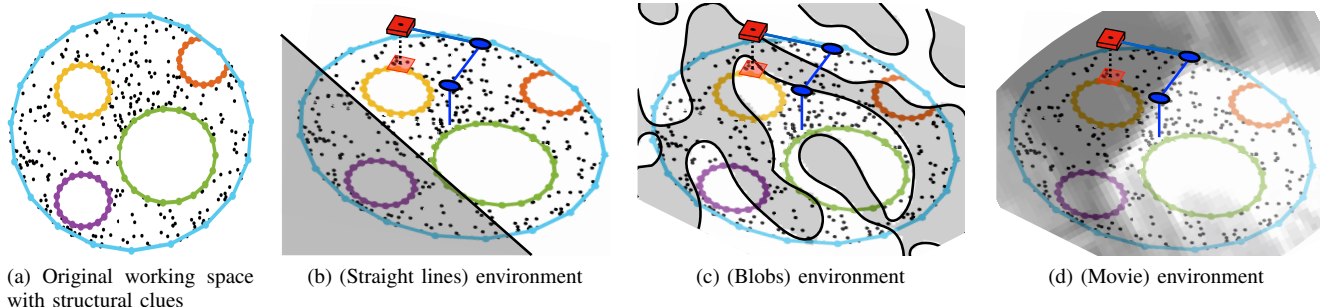 (a) Original working space
with structural clues
(b) (Straight lines) environment
(c) (Blobs) environment
(d) (Movie) environment